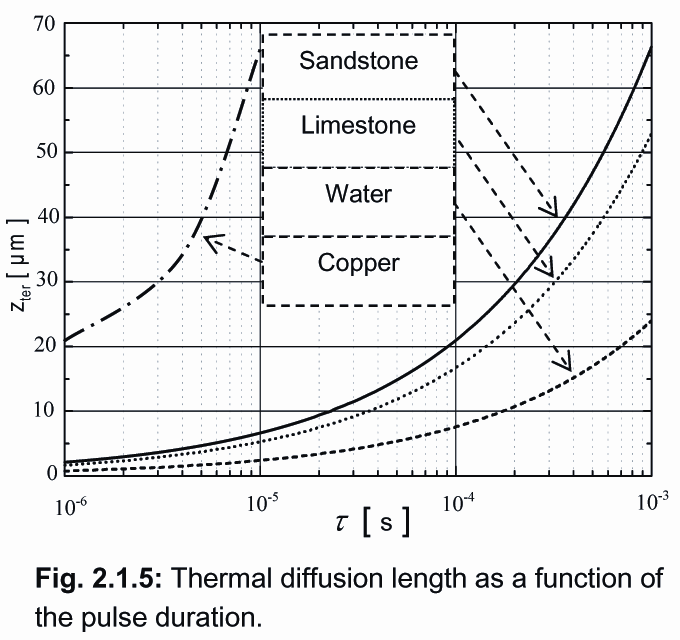 70
60
50
40
30
20
10
0
z_ter [ μm ]
Sandstone
Limestone
Water
Copper
10^-6
10^-5
10^-4
10^-3
τ [ s ]
Fig. 2.1.5: Thermal diffusion length as a function of
the pulse duration.